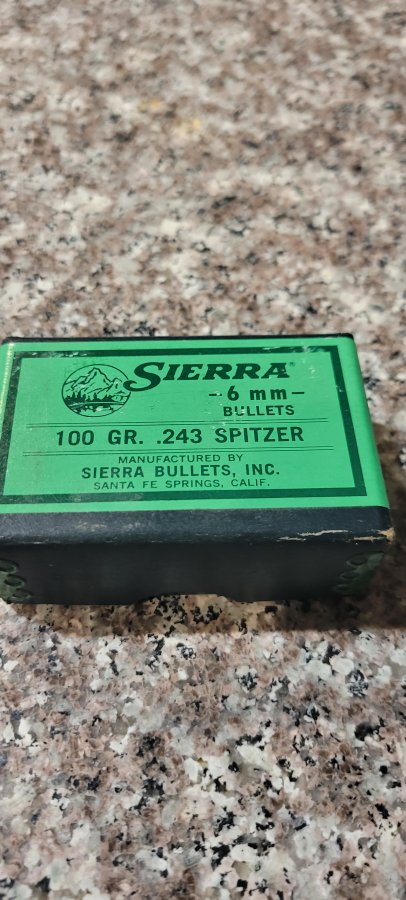 SIERRA®
- 6 mm -
BULLETS
100 GR. .243 SPITZER
MANUFACTURED BY
SIERRA BULLETS, INC.
SANTA FE SPRINGS, CALIF.